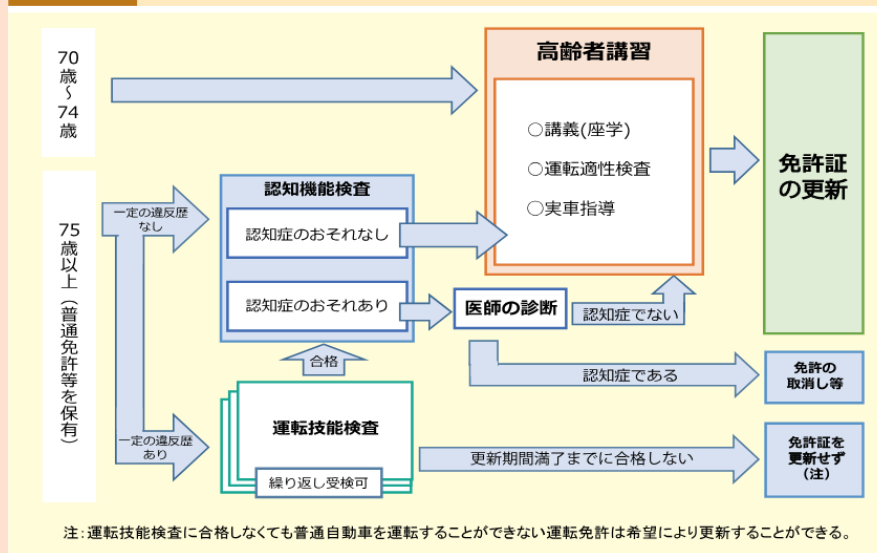 70歳～74歳
高齢者講習
○講義(座学)
○運転適性検査
○実車指導
免許証
の更新
75歳以上（普通免許等を保有）
一定の違反歴
なし
認知機能検査
認知症のおそれなし
認知症のおそれあり
医師の診断
認知症でない
合格
認知症である
免許の
取消し等
一定の違反歴
あり
運転技能検査
繰り返し受検可
更新期間満了までに合格しない
免許証を
更新せず
(注)
注:運転技能検査に合格しなくても普通自動車を運転することができない運転免許は希望により更新することができる。